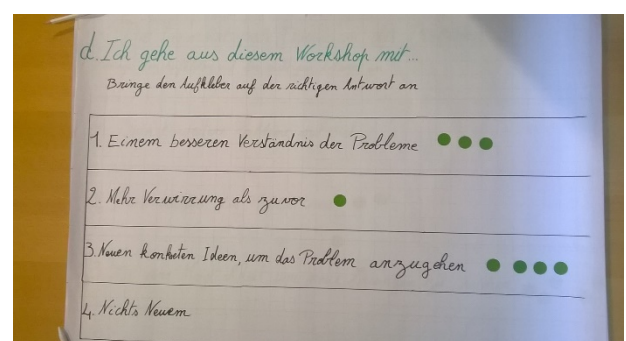 d. Ich gehe aus diesem Workshop mit...
Bringe den Aufkleber auf der richtigen Antwort an
1. Einem besseren Verständnis der Probleme
2. Mehr Verwirrung als zuvor
3. Neuen konkreten Ideen, um das Problem anzugehen
4. Nichts Neuem